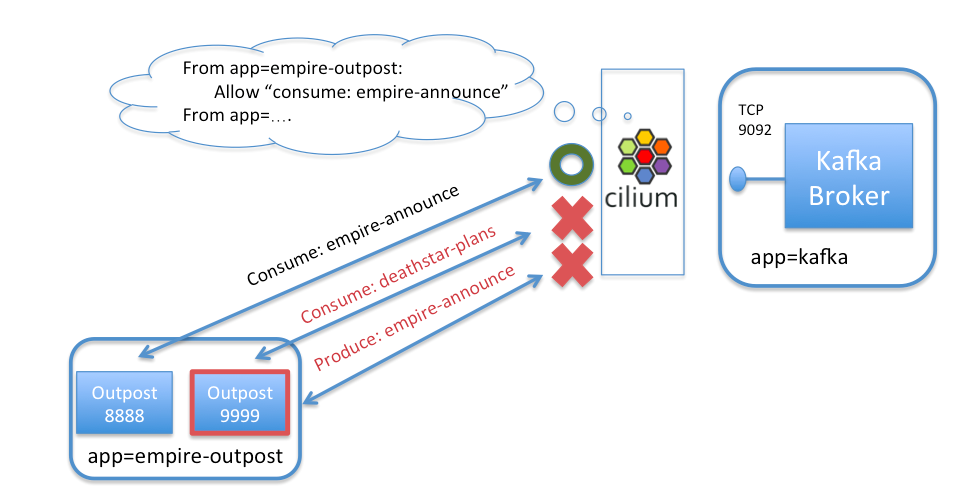 From app=empire-outpost:
Allow “consume: empire-announce”
From app=….
TCP
9092
Kafka
Broker
app=kafka
cilium
Consume: empire-announce
Consume: deathstar-plans
Produce: empire-announce
Outpost
8888
Outpost
9999
app=empire-outpost